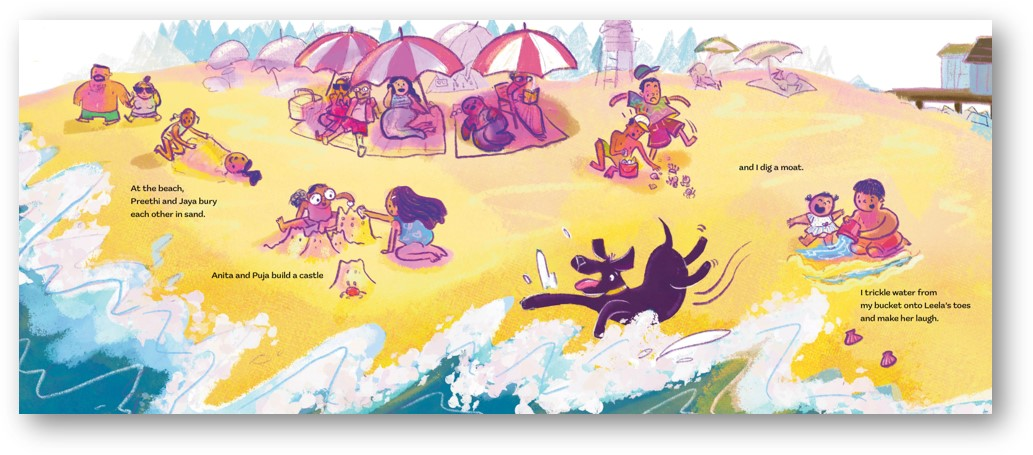 At the beach,
Preethi and Jaya bury
each other in sand.
Anita and Puja build a castle
and I dig a moat.
I trickle water from
my bucket onto Leela's toes
and make her laugh.